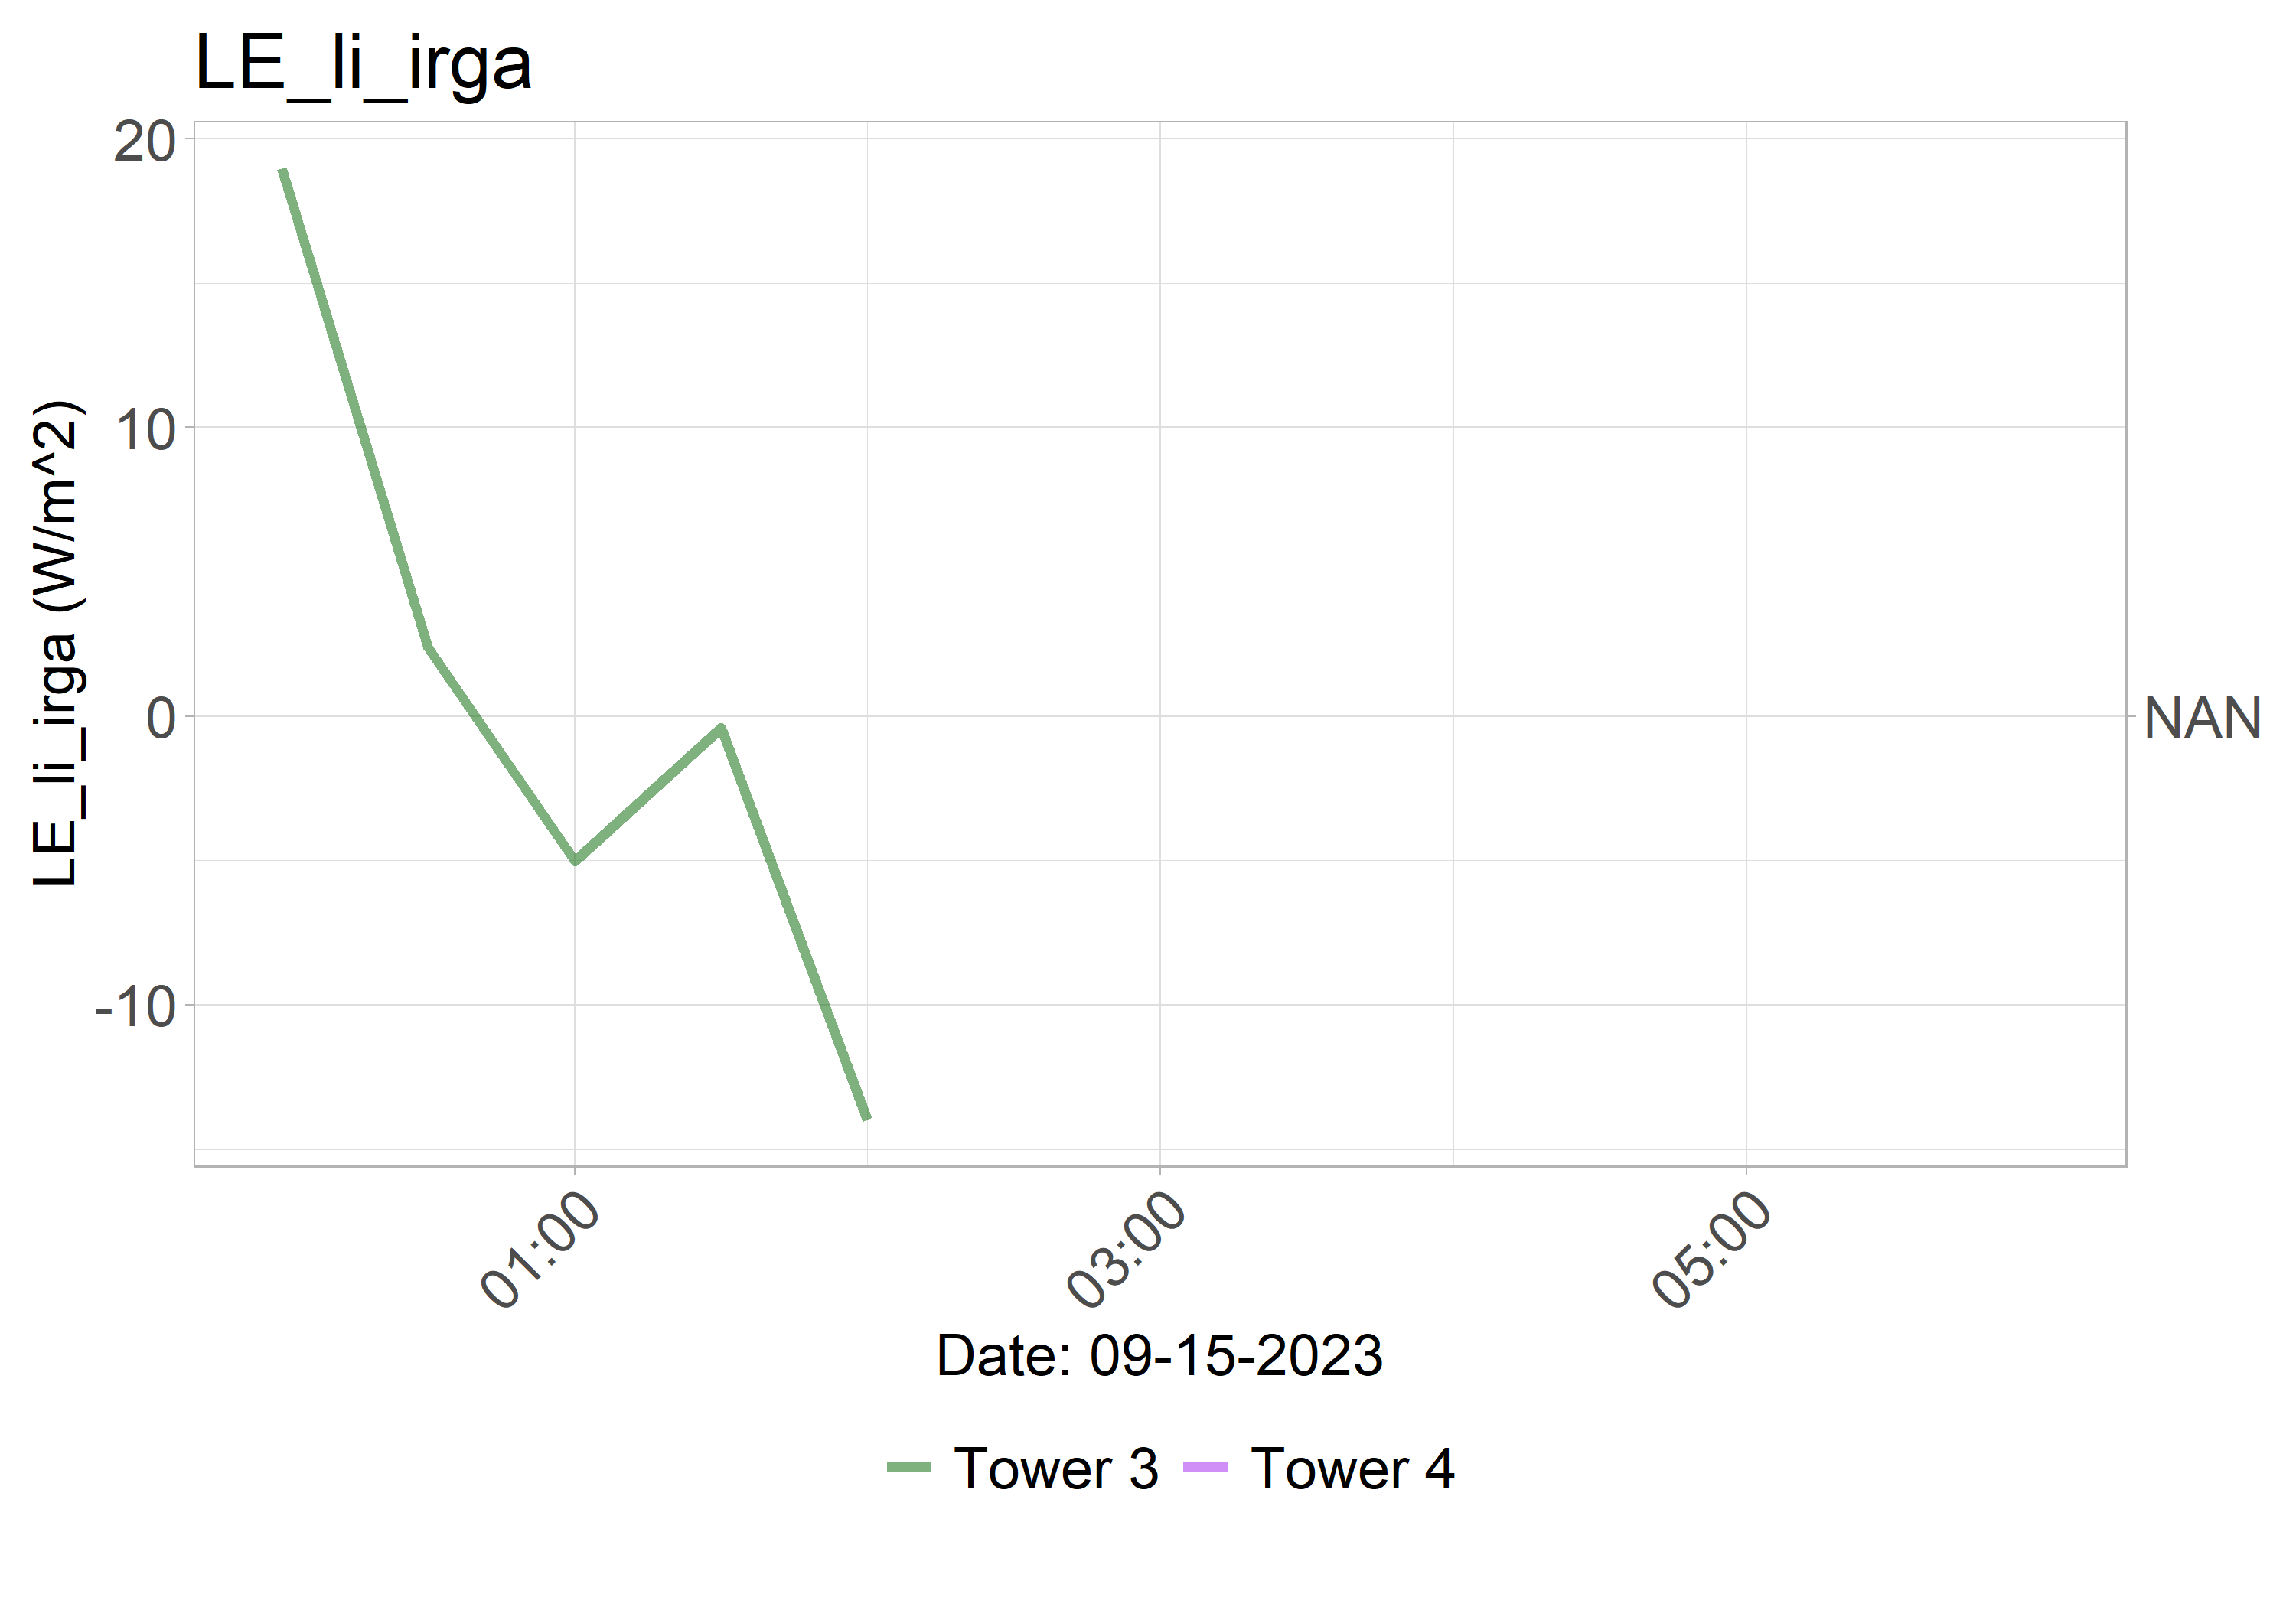 LE_li_irga
20
10
0
-10
LE_li_irga (W/m^2)
NAN
01:00
03:00
05:00
Date: 09-15-2023
Tower 3 Tower 4